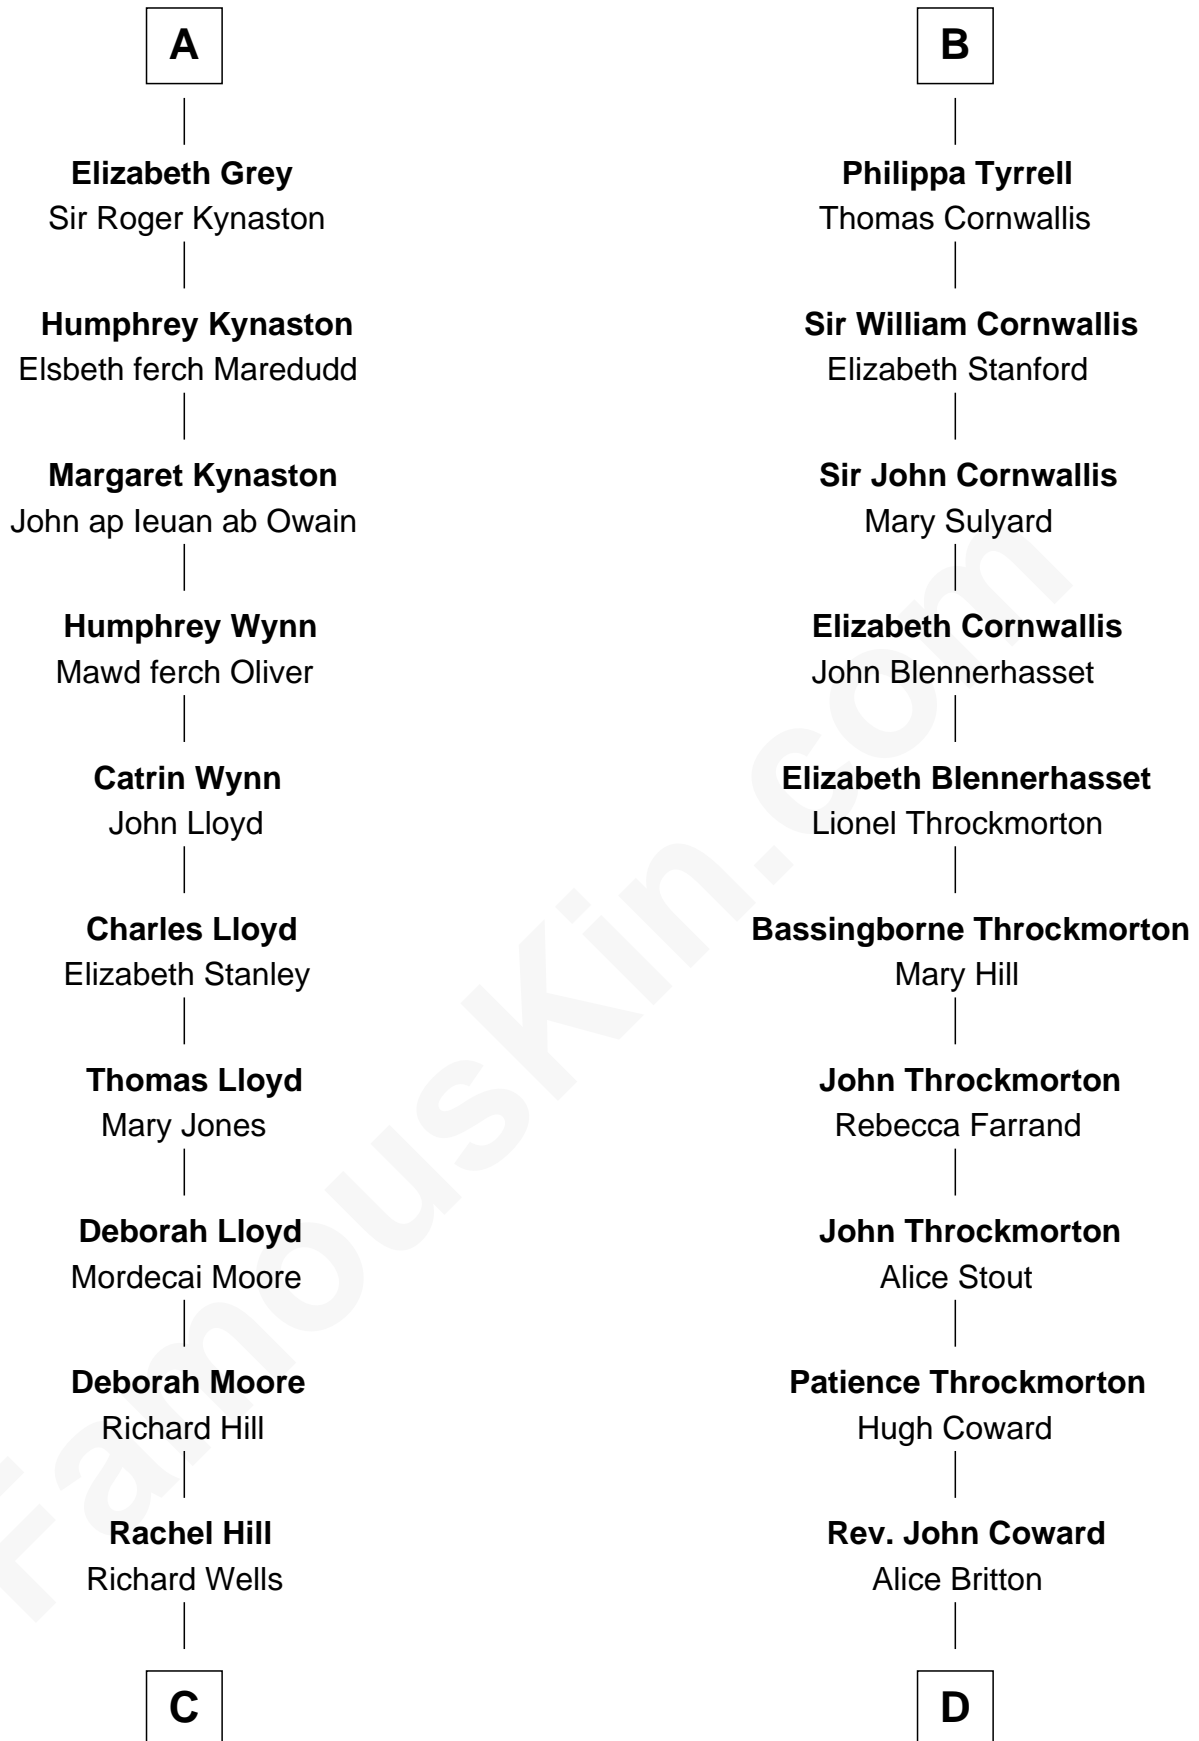 A
Elizabeth Grey
Sir Roger Kynaston
Humphrey Kynaston
Elsbeth ferch Maredudd
Margaret Kynaston
John ap Ieuan ab Owain
Humphrey Wynn
Mawd ferch Oliver
Catrin Wynn
John Lloyd
Charles Lloyd
Elizabeth Stanley
Thomas Lloyd
Mary Jones
Deborah Lloyd
Mordecai Moore
Deborah Moore
Richard Hill
Rachel Hill
Richard Wells
C
B
Philippa Tyrrell
Thomas Cornwallis
Sir William Cornwallis
Elizabeth Stanford
Sir John Cornwallis
Mary Sulyard
Elizabeth Cornwallis
John Blennerhasset
Elizabeth Blennerhasset
Lionel Throckmorton
Bassingborne Throckmorton
Mary Hill
John Throckmorton
Rebecca Farrand
John Throckmorton
Alice Stout
Patience Throckmorton
Hugh Coward
Rev. John Coward
Alice Britton
D
FamousKin.com